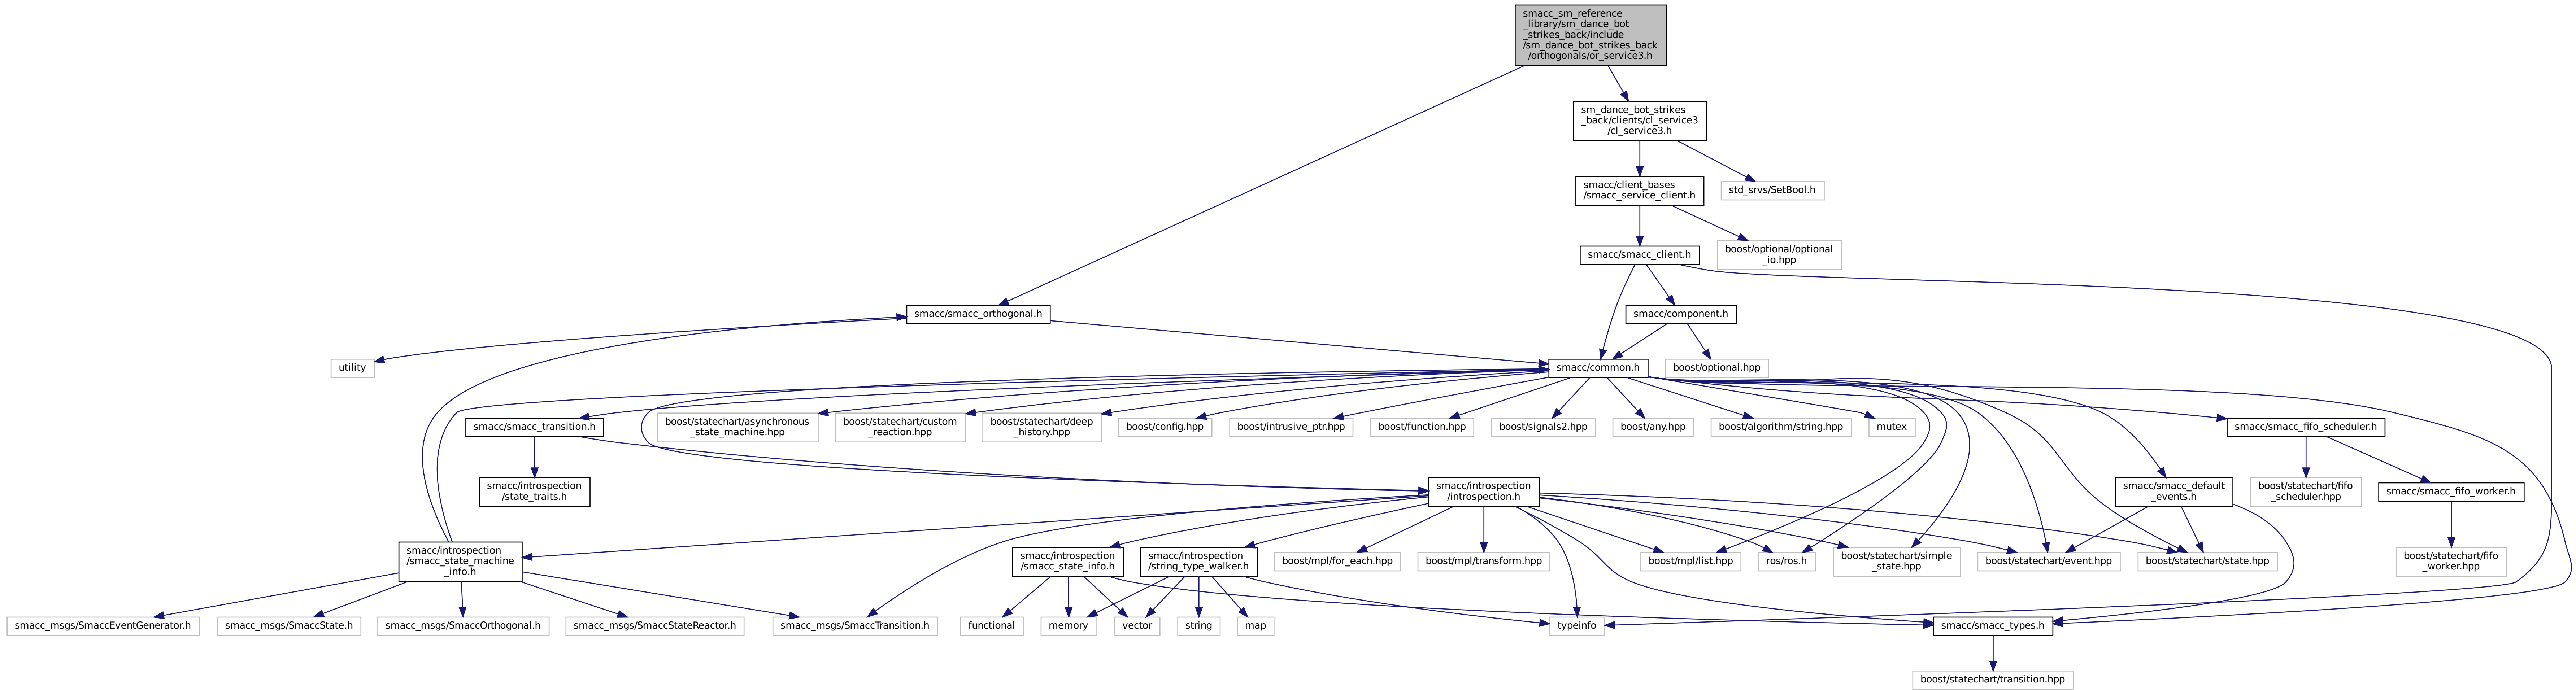 smacc_sm_reference
_library/sm_dance_bot
_strikes_back/include
/sm_dance_bot_strikes_back
/orthogonals/or_service3.h
sm_dance_bot_strikes
_back/clients/cl_service3
/cl_service3.h
smacc/client_bases
/smacc_service_client.h
std_srvs/SetBool.h
smacc/smacc_client.h
boost/optional/optional
_io.hpp
smacc/smacc_orthogonal.h
smacc/component.h
utility
smacc/common.h
boost/optional.hpp
smacc/smacc_transition.h
boost/statechart/asynchronous
_state_machine.hpp
boost/statechart/custom
_reaction.hpp
boost/statechart/deep
_history.hpp
boost/config.hpp
boost/intrusive_ptr.hpp
boost/function.hpp
boost/signals2.hpp
boost/any.hpp
boost/algorithm/string.hpp
mutex
smacc/smacc_fifo_scheduler.h
smacc/introspection
/state_traits.h
smacc/introspection
/introspection.h
smacc/smacc_default
_events.h
boost/statechart/fifo
_scheduler.hpp
smacc/smacc_fifo_worker.h
smacc/introspection
/smacc_state_machine
_info.h
smacc/introspection
/smacc_state_info.h
smacc/introspection
/string_type_walker.h
boost/mpl/for_each.hpp
boost/mpl/transform.hpp
boost/mpl/list.hpp
ros/ros.h
boost/statechart/simple
_state.hpp
boost/statechart/event.hpp
boost/statechart/state.hpp
boost/statechart/fifo
_worker.hpp
smacc_msgs/SmaccEventGenerator.h
smacc_msgs/SmaccState.h
smacc_msgs/SmaccOrthogonal.h
smacc_msgs/SmaccStateReactor.h
smacc_msgs/SmaccTransition.h
functional
memory
vector
string
map
typeinfo
smacc/smacc_types.h
boost/statechart/transition.hpp